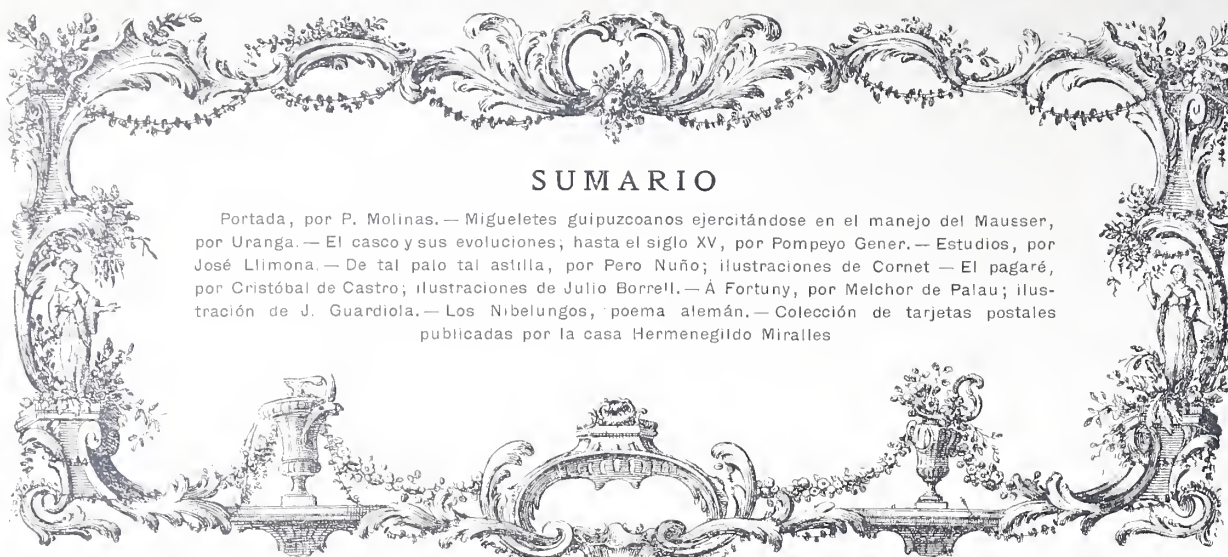 SUMARIO
Portada, por P. Molinas. — Migueletes guipuzcoanos ejercitándose en el manejo del Mausser,
por Uranga. — El casco y sus evoluciones; hasta el siglo XV, por Pompeyo Gener. — Estudios, por
José Llimona. — De tal palo tal astilla, por Pero Nuño; ilustraciones de Cornet — El pagaré,
por Cristóbal de Castro; ilustraciones de Julio Borrell. — Á Fortuny, por Melchor de Palau; ilus-
tración de J. Guardiola. — Los Nibelungos, poema alemán. — Colección de tarjetas postales
publicadas por la casa Hermenegildo Miralles